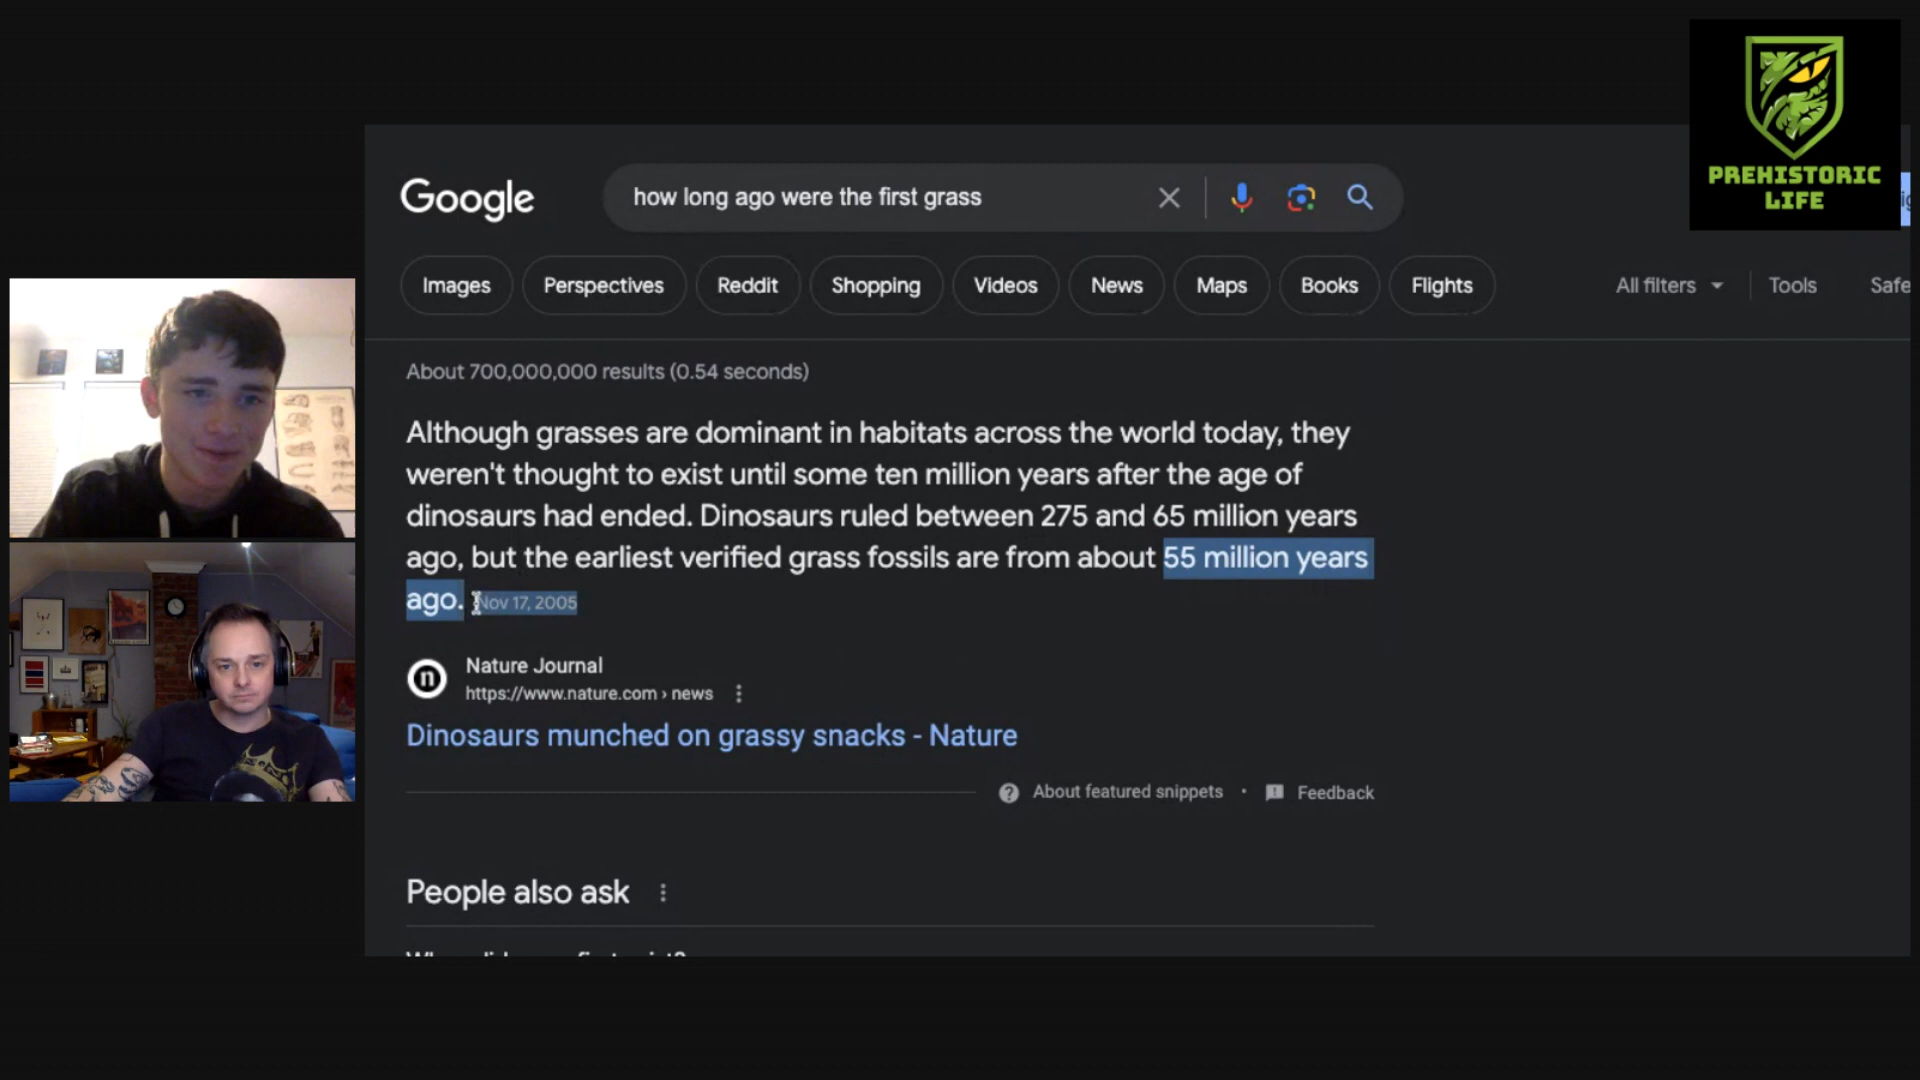 PREHISTORIC
LIFE
Google
how long ago were the first grass
Images
Perspectives
Reddit
Shopping
Videos
News
Maps
Books
Flights
All filters
Tools
Safe
About 700,000,000 results (0.54 seconds)
Although grasses are dominant in habitats across the world today, they
weren't thought to exist until some ten million years after the age of
dinosaurs had ended. Dinosaurs ruled between 275 and 65 million years
ago, but the earliest verified grass fossils are from about 55 million years
ago. Nov 17, 2005
n
Nature Journal
https://www.nature.com › news
Dinosaurs munched on grassy snacks - Nature
About featured snippets
Feedback
People also ask